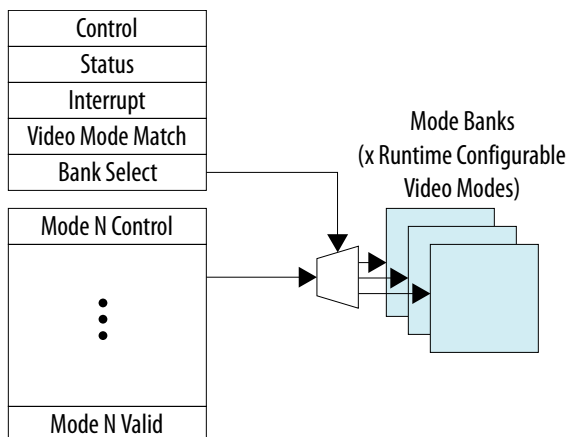 Control
Status
Interrupt
Video Mode Match
Bank Select
Mode N Control
Mode N Valid
Mode Banks
(x Runtime Configurable
Video Modes)